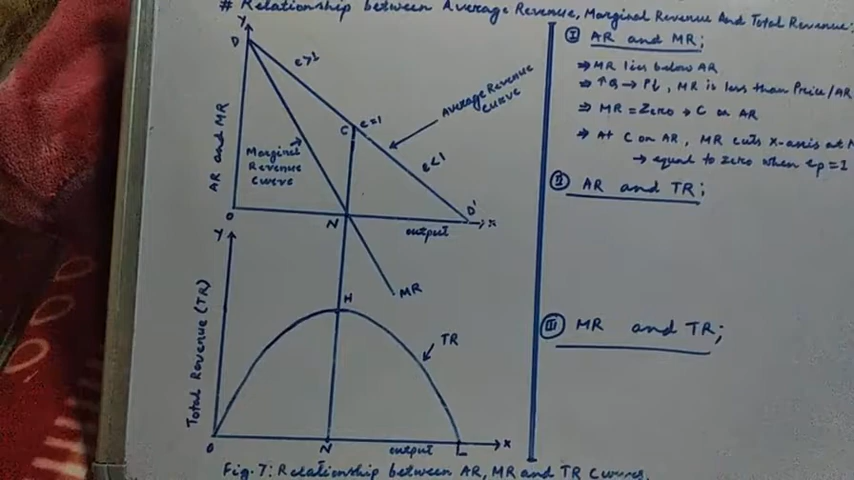 # Relationship between Average Revenue, Marginal Revenue And Total Revenue;
Y
D
e>1
AR and MR
C e=1
Average Revenue
curve
Marginal
Revenue
Curve
e<1
D'
O
N
output
X
MR
Y
H
TR
Total Revenue (TR)
O
N
output
L
X
Fig. 7: Relationship between AR, MR and TR Curves.
I AR and MR;
⇒ MR lies below AR
⇒ ↑Q → P↓, MR is less than Price/AR
⇒ MR = Zero → C on AR
⇒ At C on AR, MR cuts X-axis at N
→ equal to zero when ep=1
II AR and TR;
III MR and TR;